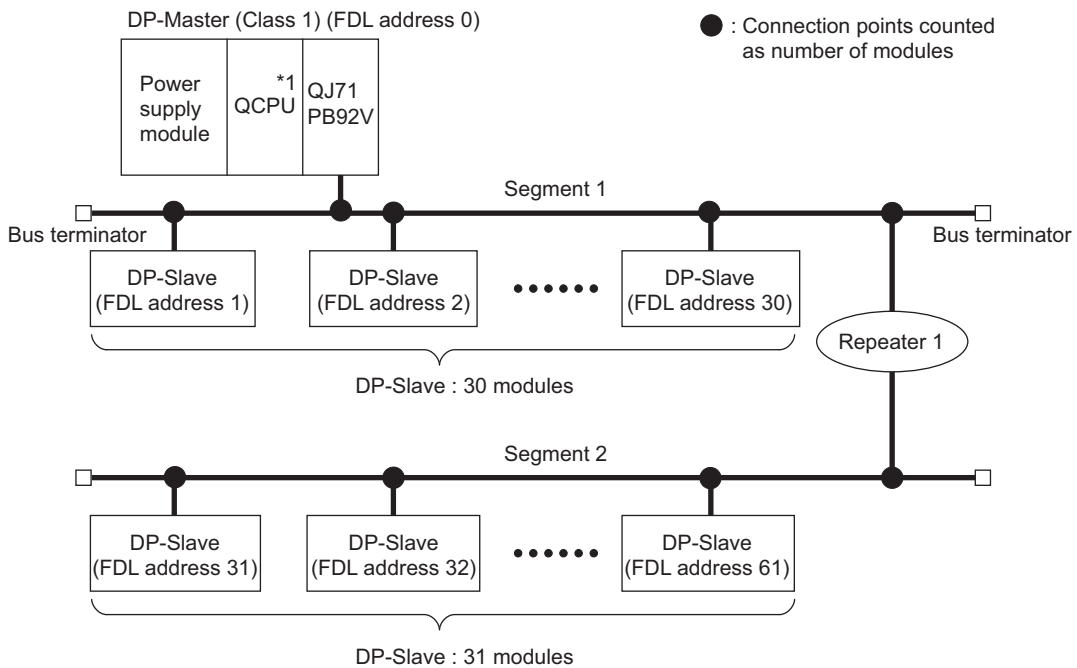 DP-Master (Class 1) (FDL address 0)
: Connection points counted
as number of modules
Power
supply
module
*1
QCPU
QJ71
PB92V
Segment 1
Bus terminator
Bus terminator
DP-Slave
(FDL address 1)
DP-Slave
(FDL address 2)
DP-Slave
(FDL address 30)
Repeater 1
DP-Slave : 30 modules
Segment 2
DP-Slave
(FDL address 31)
DP-Slave
(FDL address 32)
DP-Slave
(FDL address 61)
DP-Slave : 31 modules